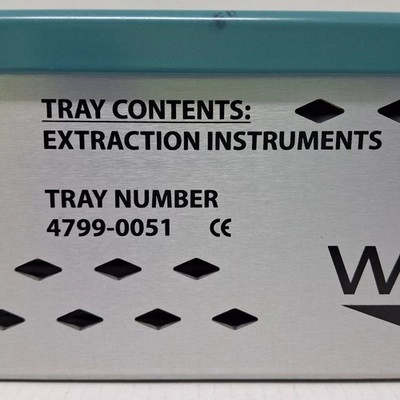 TRAY CONTENTS:
EXTRACTION INSTRUMENTS
TRAY NUMBER
4799-0051 CE
W